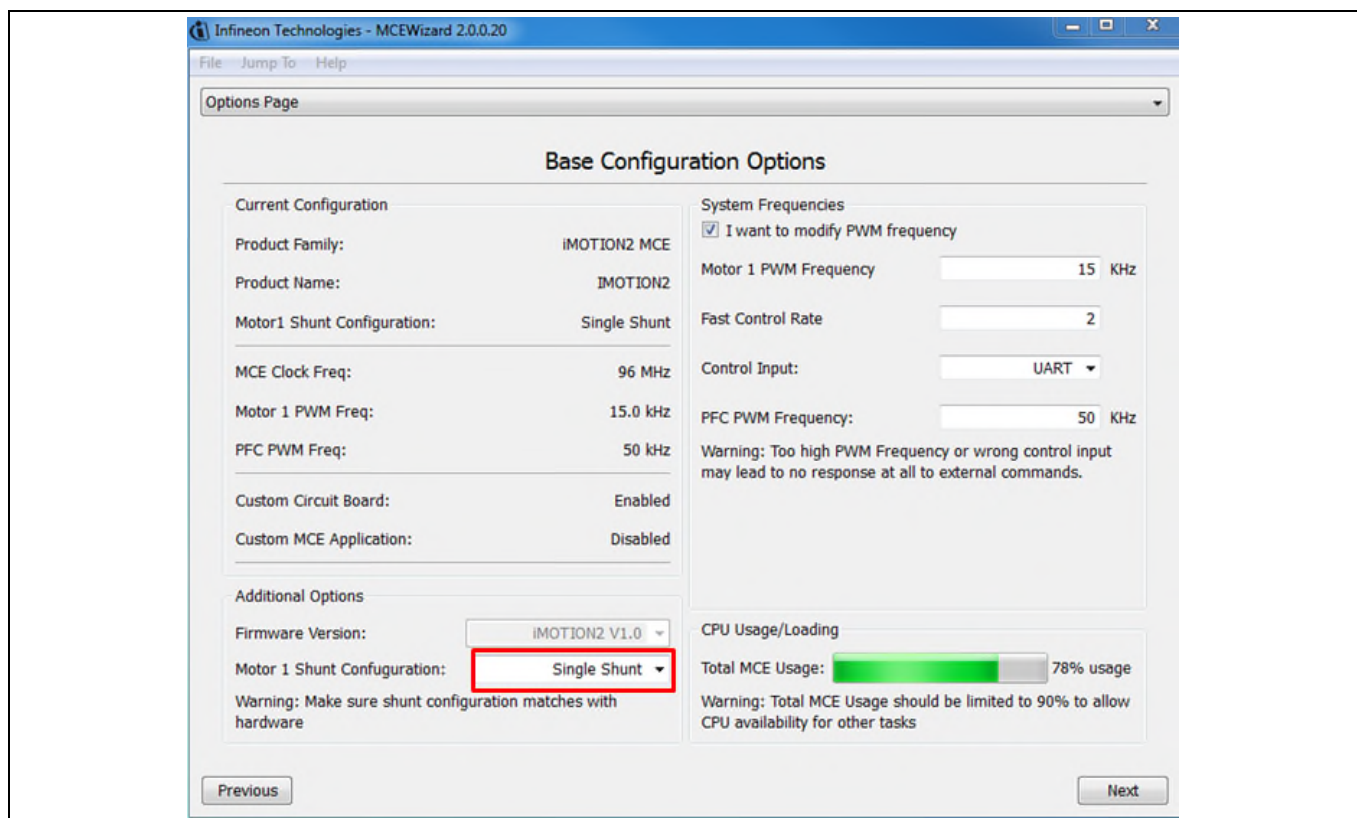 Infineon Technologies - MCEWizard 2.0.0.20
File Jump To Help
Options Page
Base Configuration Options
Current Configuration
Product Family: iMOTION2 MCE
Product Name: IMOTION2
Motor1 Shunt Configuration: Single Shunt
MCE Clock Freq: 96 MHz
Motor 1 PWM Freq: 15.0 kHz
PFC PWM Freq: 50 kHz
Custom Circuit Board: Enabled
Custom MCE Application: Disabled
Additional Options
Firmware Version: iMOTION2 V1.0
Motor 1 Shunt Confuguration: Single Shunt
Warning: Make sure shunt configuration matches with
hardware
System Frequencies
I want to modify PWM frequency
Motor 1 PWM Frequency 15 KHz
Fast Control Rate 2
Control Input: UART
PFC PWM Frequency: 50 KHz
Warning: Too high PWM Frequency or wrong control input
may lead to no response at all to external commands.
CPU Usage/Loading
Total MCE Usage: 78% usage
Warning: Total MCE Usage should be limited to 90% to allow
CPU availability for other tasks
Previous
Next